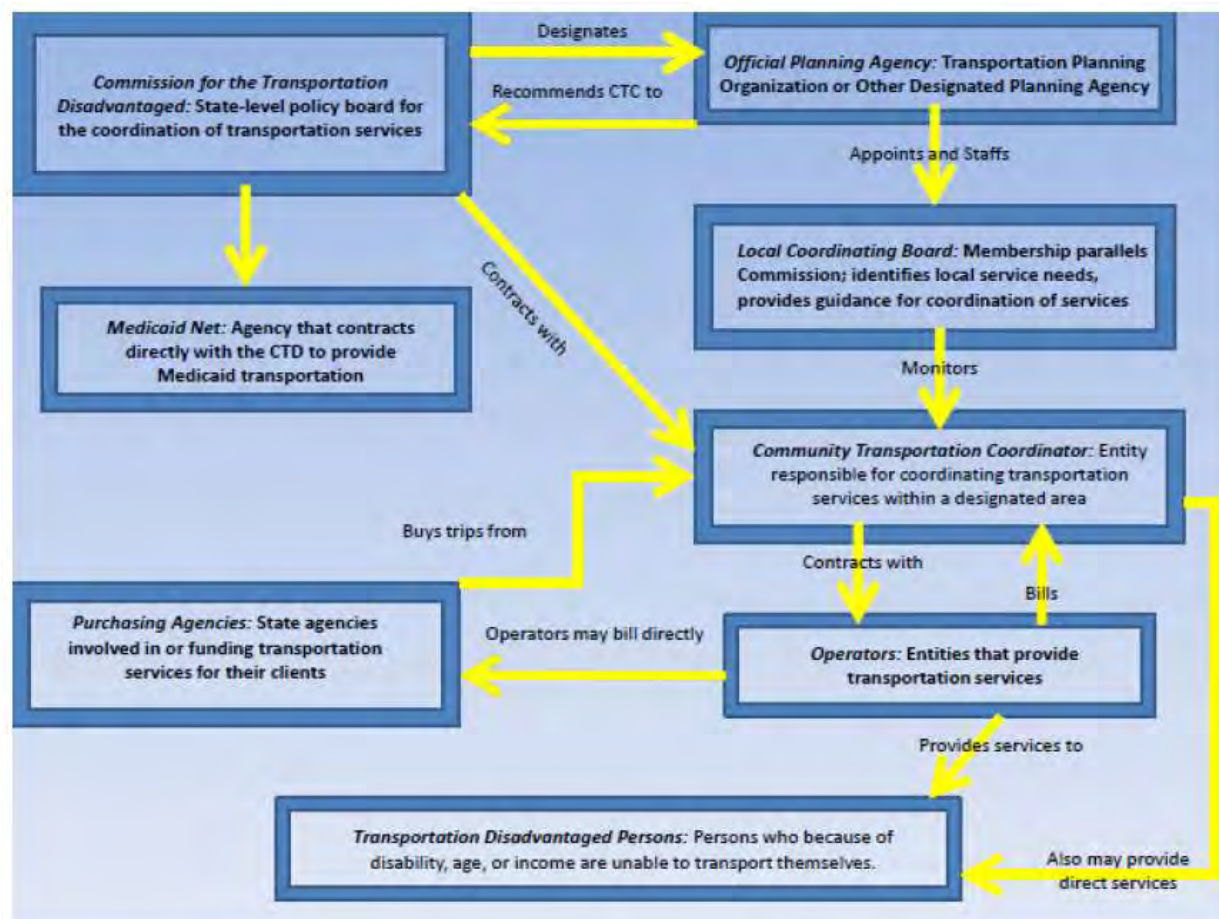 Designates
Commission for the Transportation
Disadvantaged: State-level policy board for
the coordination of transportation services
Official Planning Agency: Transportation Planning
Organization or Other Designated Planning Agency
Recommends CTC to
Appoints and Staffs
Local Coordinating Board: Membership parallels
Commission; identifies local service needs,
provides guidance for coordination of services
Contracts with
Medicaid Net: Agency that contracts
directly with the CTD to provide
Medicaid transportation
Monitors
Community Transportation Coordinator: Entity
responsible for coordinating transportation
services within a designated area
Buys trips from
Contracts with
Bills
Purchasing Agencies: State agencies
involved in or funding transportation
services for their clients
Operators may bill directly
Operators: Entities that provide
transportation services
Provides services to
Transportation Disadvantaged Persons: Persons who because of
disability, age, or income are unable to transport themselves.
Also may provide
direct services